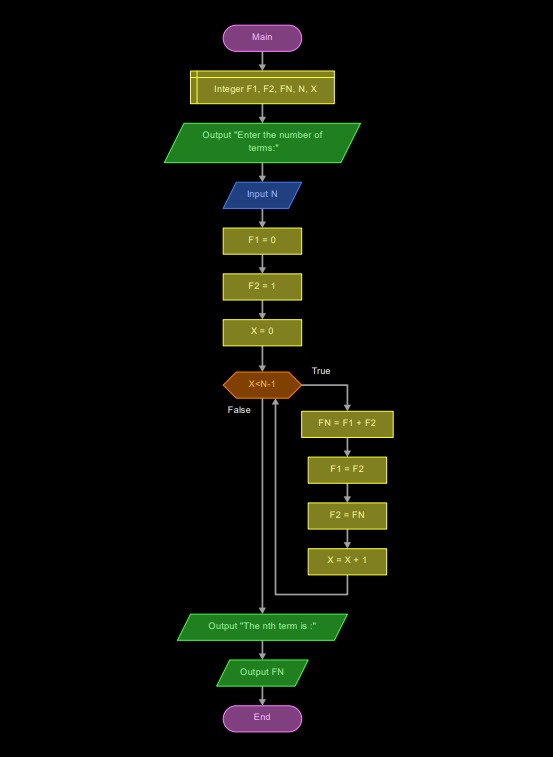 Main
Integer F1, F2, FN, N, X
Output "Enter the number of
terms:"
Input N
F1 = 0
F2 = 1
X = 0
X<N-1
True
False
FN = F1 + F2
F1 = F2
F2 = FN
X = X + 1
Output "The nth term is :"
Output FN
End